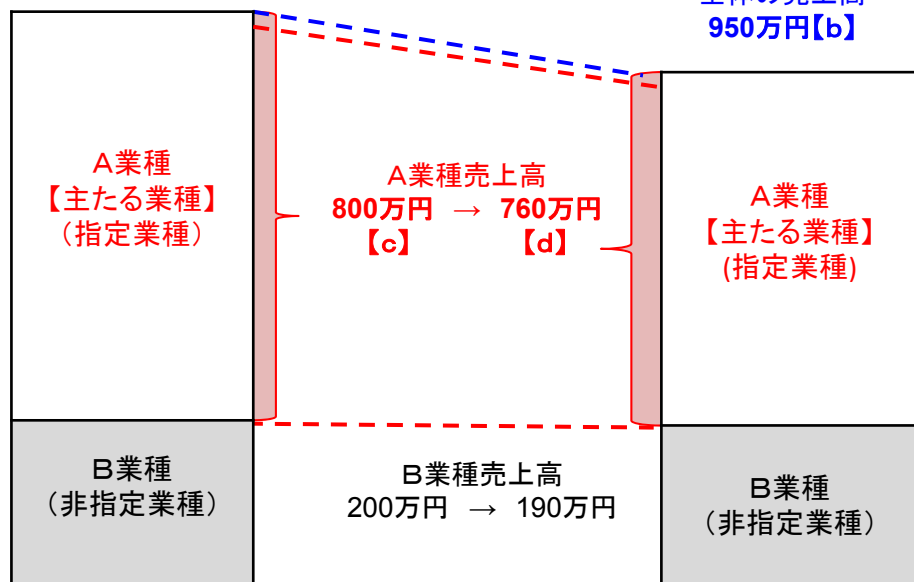 950万円【b】
A業種
【主たる業種】
（指定業種）
A業種売上高
800万円 → 760万円
【c】 【d】
A業種
【主たる業種】
(指定業種)
B業種
（非指定業種）
B業種売上高
200万円 → 190万円
B業種
（非指定業種）